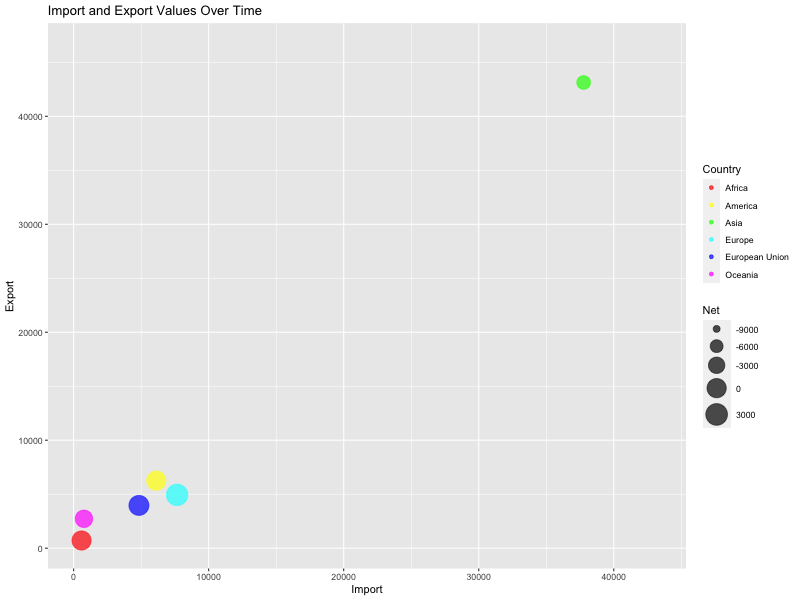 Import and Export Values Over Time
Export
40000
30000
20000
10000
0
0
10000
20000
30000
40000
Import
Country
Africa
America
Asia
Europe
European Union
Oceania
Net
-9000
-6000
-3000
0
3000